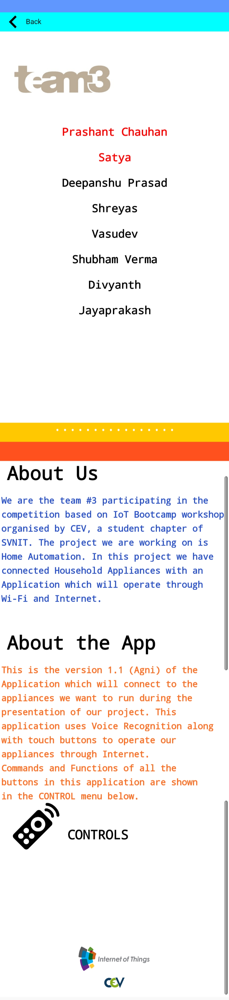 Back
team3
Prashant Chauhan
Satya
Deepanshu Prasad
Shreyas
Vasudev
Shubham Verma
Divyanth
Jayaprakash
About Us
We are the team #3 participating in the
competition based on IoT Bootcamp workshop
organised by CEV, a student chapter of
SVNIT. The project we are working on is
Home Automation. In this project we have
connected Household Appliances with an
Application which will operate through
Wi-Fi and Internet.
About the App
This is the version 1.1 (Agni) of the
Application which will connect to the
appliances we want to run during the
presentation of our project. This
application uses Voice Recognition along
with touch buttons to operate our
appliances through Internet.
Commands and Functions of all the
buttons in this application are shown
in the CONTROL menu below.
CONTROLS
Internet of Things
CEV